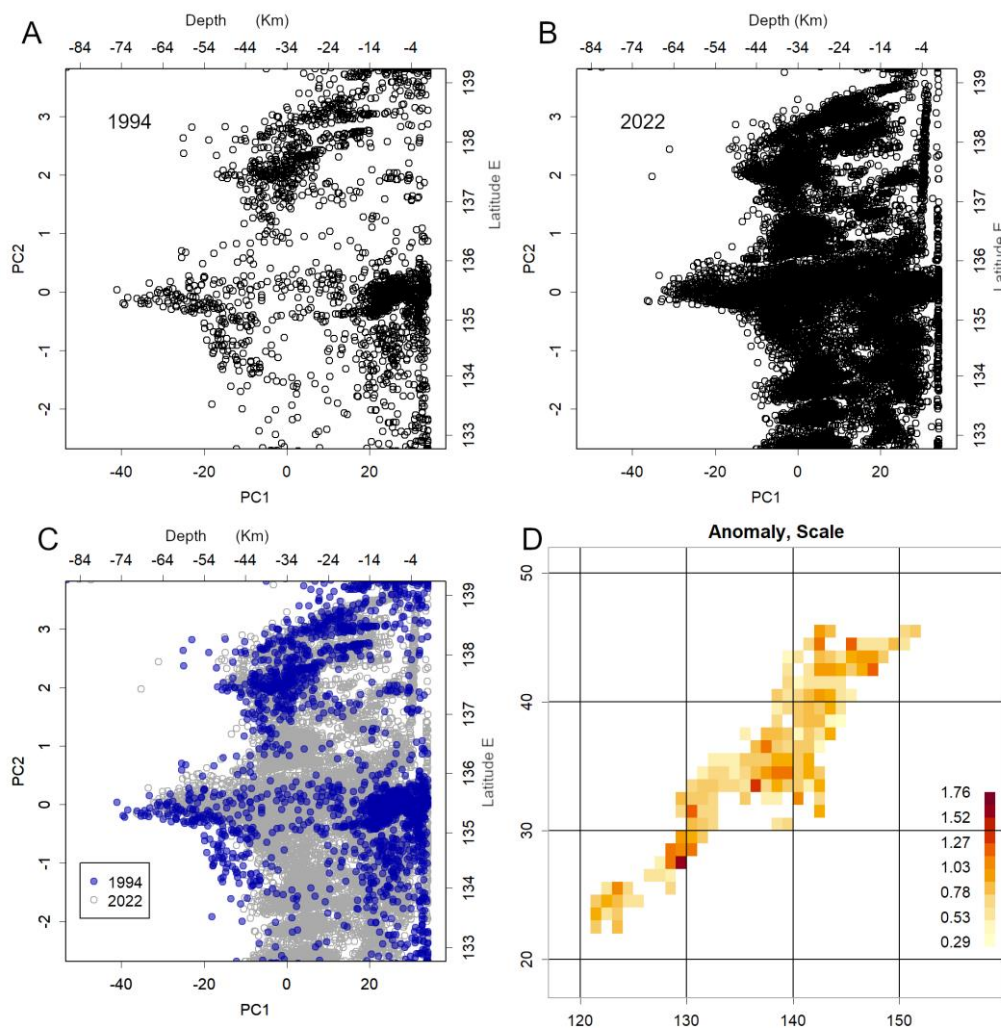 A
Depth (Km)
-84 -74 -64 -54 -44 -34 -24 -14 -4
1994
PC2
3
2
1
0
-1
-2
139
138
137
136
135
134
133
Latitude E
-40 -20 0 20
PC1
B
Depth (Km)
-84 -64 -44 -34 -24 -14 -4
2022
PC2
3
2
1
0
-1
-2
139
138
137
136
135
134
133
Latitude E
-40 -20 0 20
PC1
C
Depth (Km)
-84 -74 -64 -54 -44 -34 -24 -14 -4
PC2
3
2
1
0
-1
-2
139
138
137
136
135
134
133
Latitude E
1994
2022
-40 -20 0 20
PC1
D
Anomaly, Scale
50
40
30
20
1.76
1.52
1.27
1.03
0.78
0.53
0.29
120 130 140 150